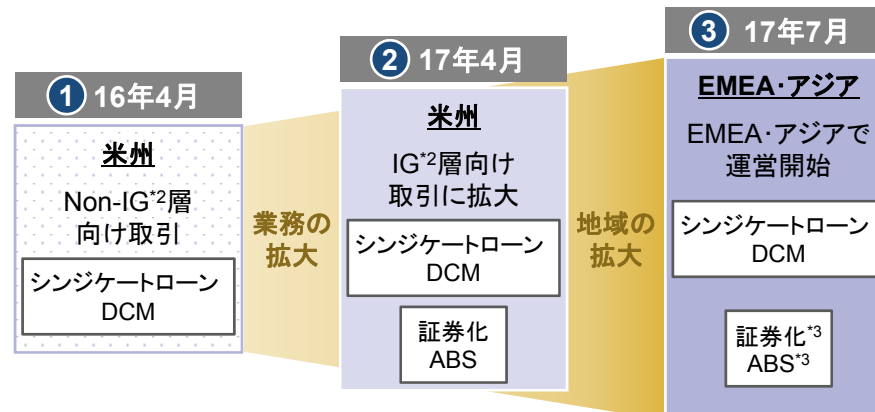 ① 16年4月
米州
Non-IG*2層
向け取引
シンジケートローン
DCM
業務の
拡大
② 17年4月
米州
IG*2層向け
取引に拡大
シンジケートローン
DCM
証券化
ABS
地域の
拡大
③ 17年7月
EMEA・アジア
EMEA・アジアで
運営開始
シンジケートローン
DCM
証券化*3
ABS*3